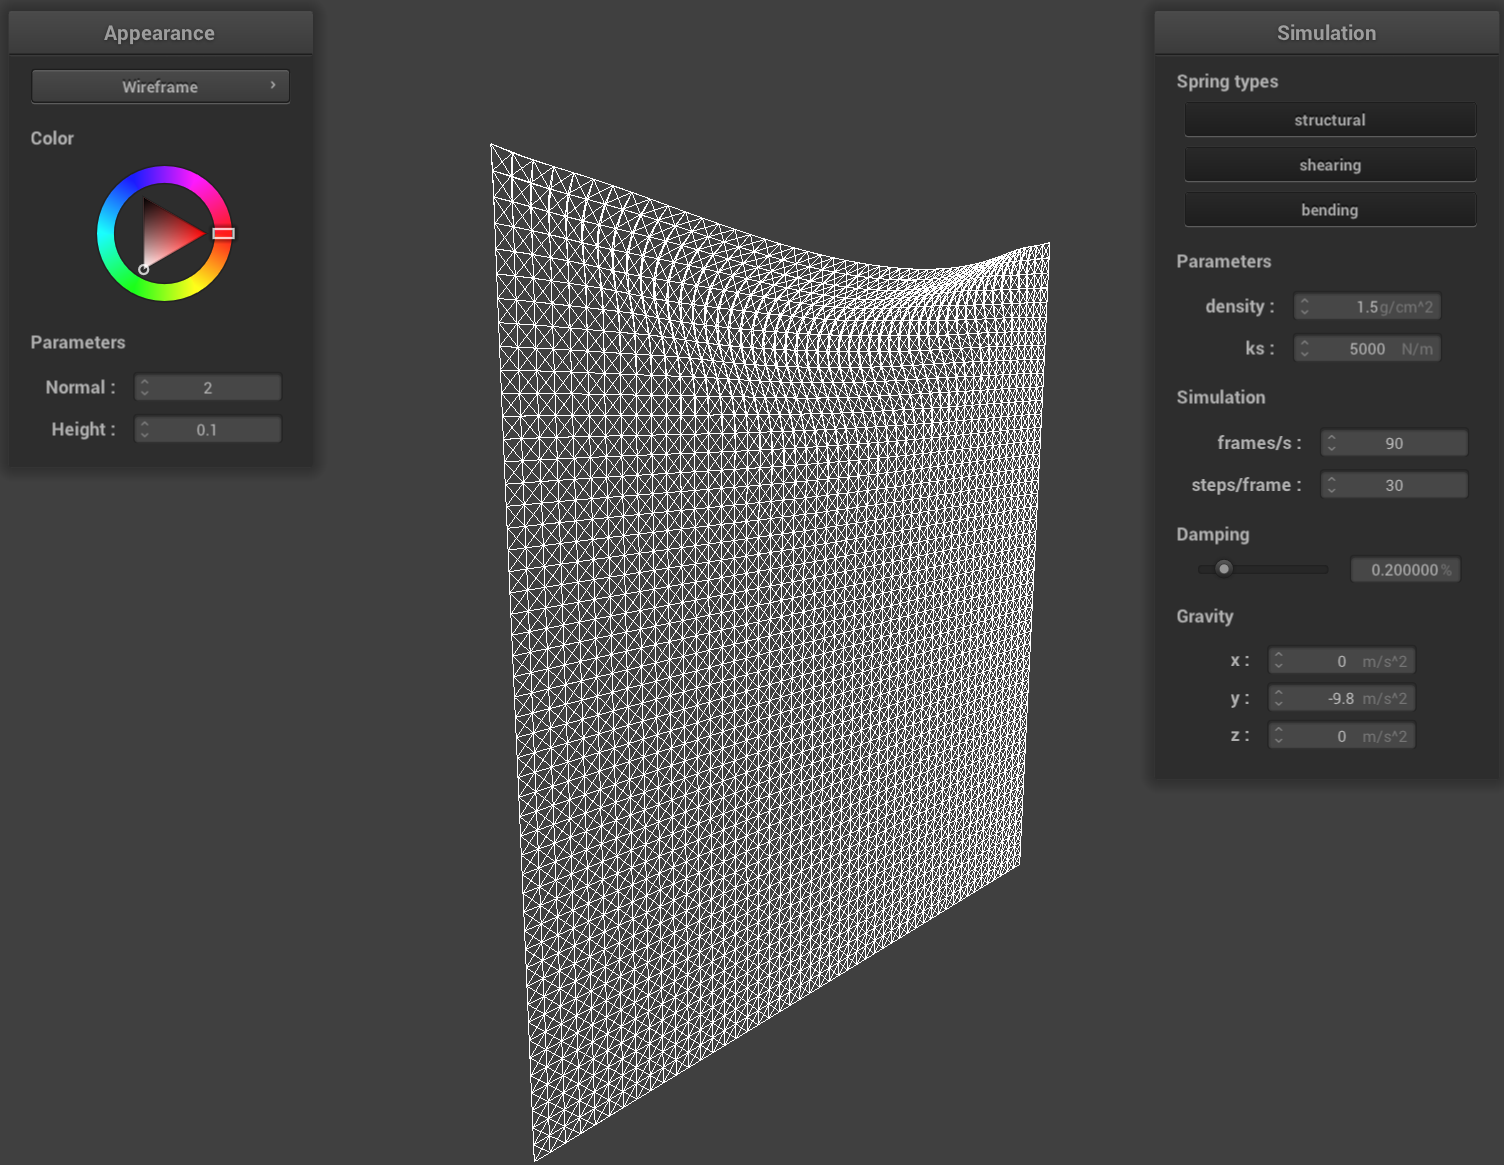 Appearance
Wireframe
Color
Parameters
Normal : 2
Height : 0.1
Simulation
Spring types
structural
shearing
bending
Parameters
density : 1.5 g/cm^2
ks : 5000 N/m
Simulation
frames/s : 90
steps/frame : 30
Damping
0.200000 %
Gravity
x : 0 m/s^2
y : -9.8 m/s^2
z : 0 m/s^2